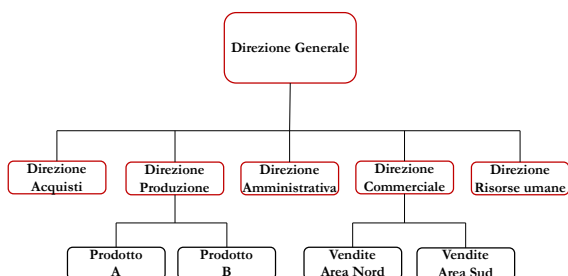 Direzione Generale
Direzione
Acquisti
Direzione
Produzione
Direzione
Amministrativa
Direzione
Commerciale
Direzione
Risorse umane
Prodotto
A
Prodotto
B
Vendite
Area Nord
Vendite
Area Sud